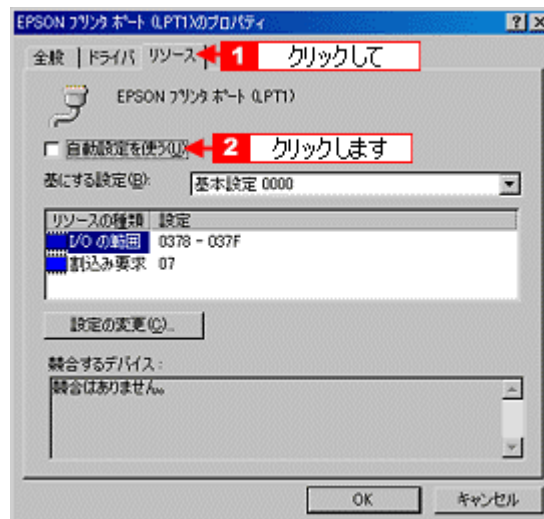 EPSON プリンタ ポート (LPT1)のプロパティ
全般 ドライバ リソース 1 クリックして
EPSON プリンタ ポート (LPT1)
自動設定を使う(U) 2 クリックします
基にする設定(B): 基本設定 0000
リソースの種類 設定
I/O の範囲 0378 - 037F
割込み要求 07
設定の変更(C)...
競合するデバイス:
競合はありません。
OK キャンセル